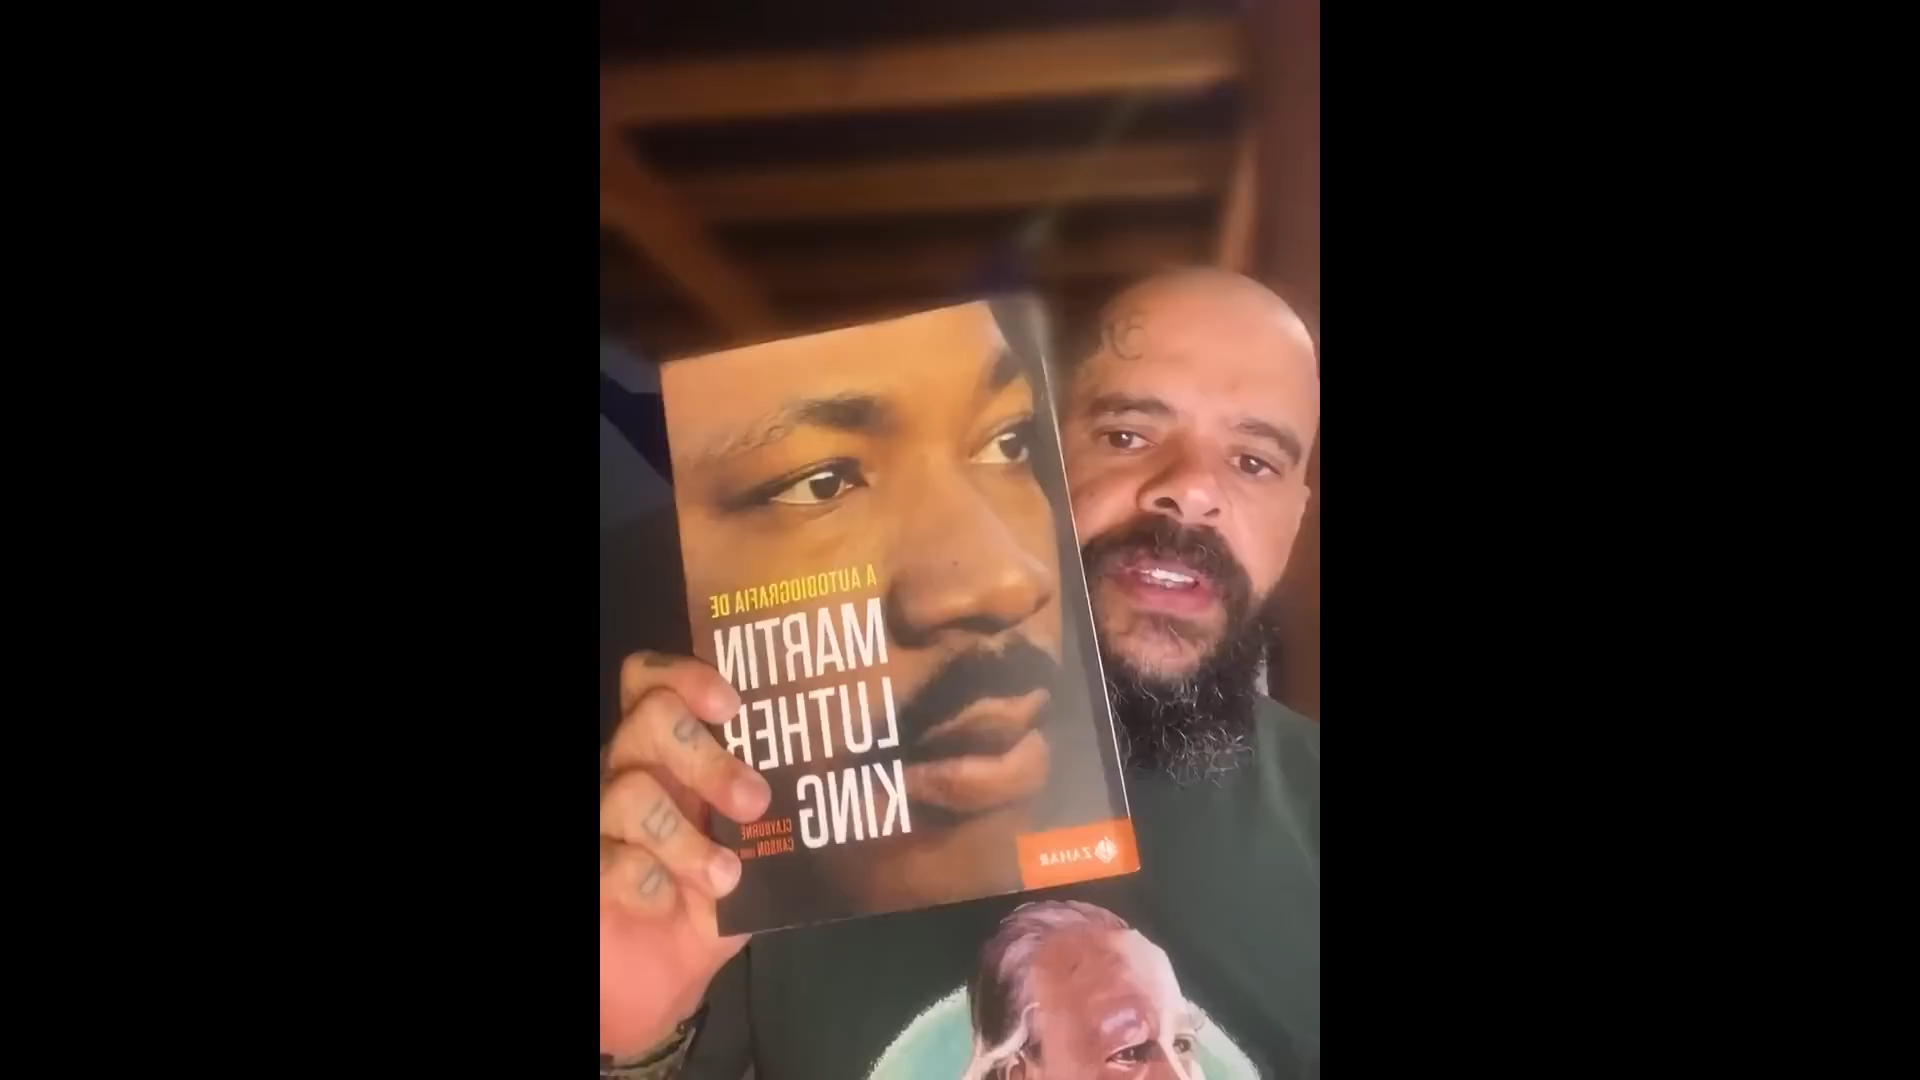 A AUTOBIOGRAFIA DE
MARTIN
LUTHER
KING
CLAYBORNE
CARSON
ZAHAR